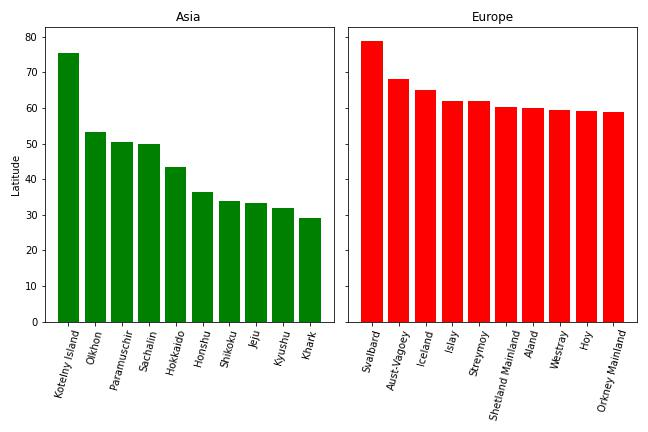 Asia
Europe
Latitude
80
70
60
50
40
30
20
10
0
Kotelny Island
Olkhon
Paramuschir
Sachalin
Hokkaido
Honshu
Shikoku
Jeju
Kyushu
Khark
Svalbard
Aust-Vagoey
Iceland
Islay
Streymoy
Shetland Mainland
Aland
Westray
Hoy
Orkney Mainland